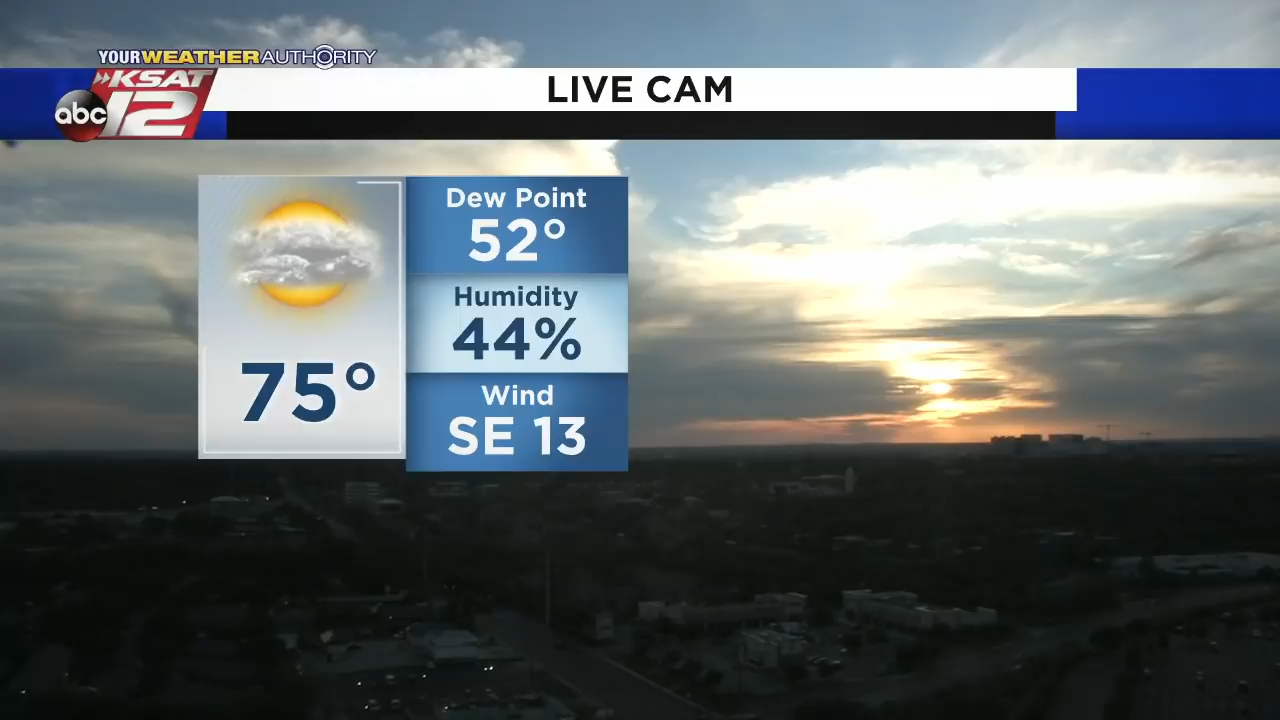 YOURWEATHERAUTHORITY
LIVE CAM
KSAT
abc 12
Dew Point
52°
Humidity
44%
75°
Wind
SE 13